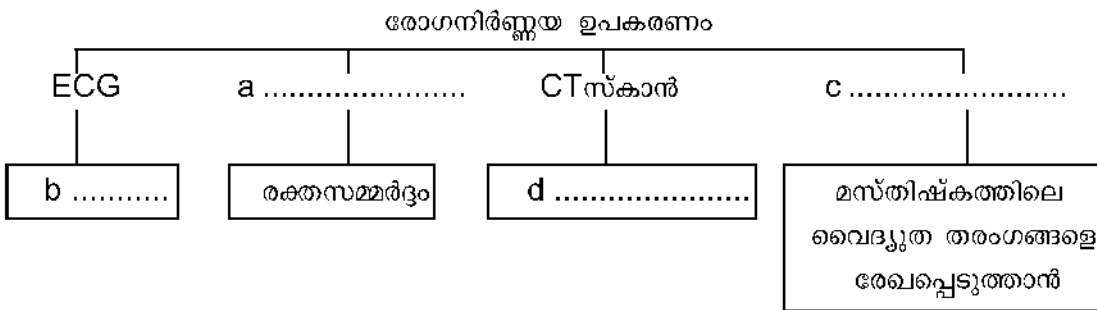 രോഗനിർണ്ണയ ഉപകരണം
ECG a ........................ CTസ്കാൻ c .........................
b ........... രക്തസമ്മർദ്ദം d ...................... മസ്തിഷ്കത്തിലെ
വൈദ്യുത തരംഗങ്ങളെ
രേഖപ്പെടുത്താൻ